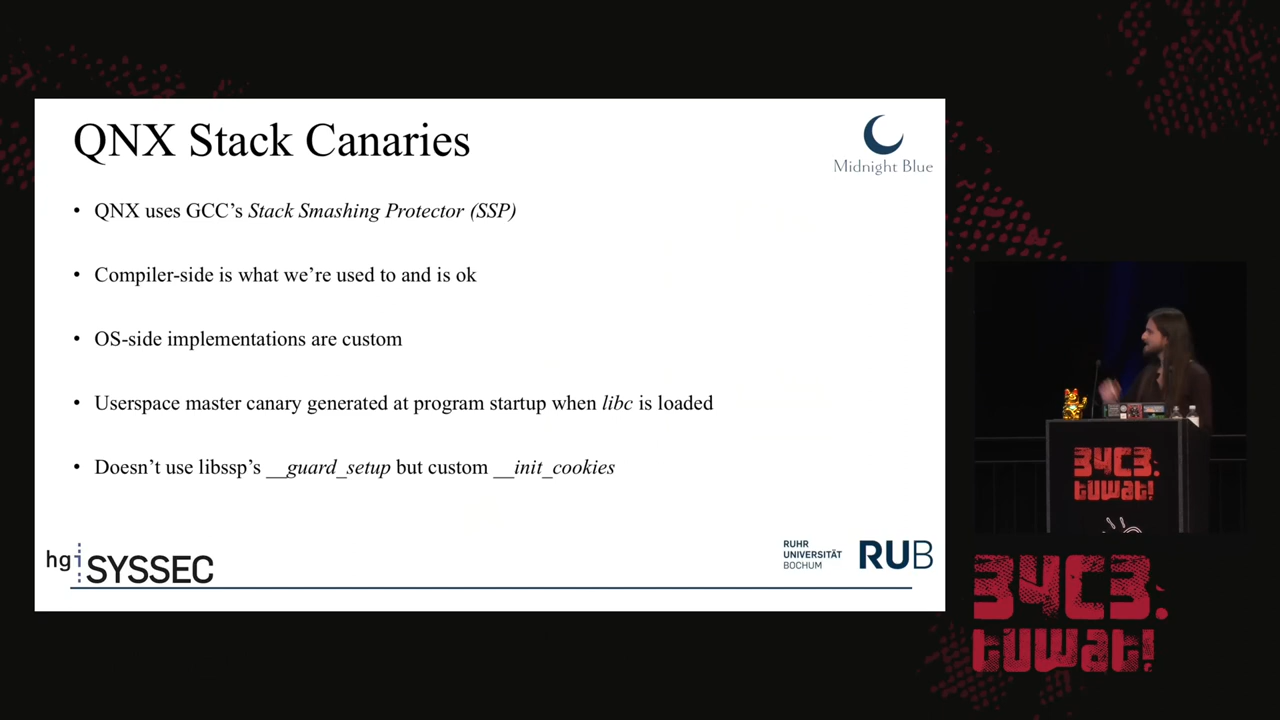 QNX Stack Canaries
Midnight Blue
• QNX uses GCC’s Stack Smashing Protector (SSP)
• Compiler-side is what we’re used to and is ok
• OS-side implementations are custom
• Userspace master canary generated at program startup when libc is loaded
• Doesn’t use libssp’s __guard_setup but custom __init_cookies
hgi SYSSEC
RUHR
UNIVERSITÄT
BOCHUM
RUB
34C3.
tuwat!
34C3.
tuwat!